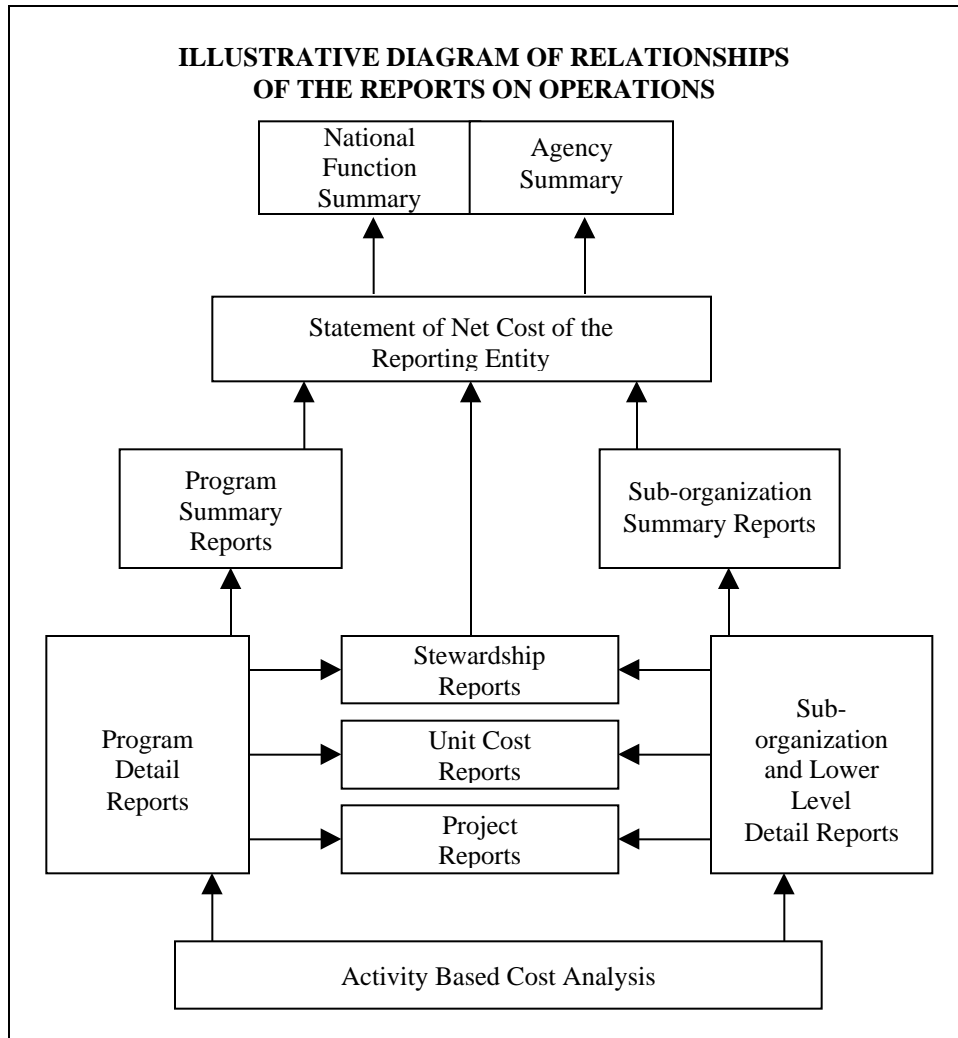 ILLUSTRATIVE DIAGRAM OF RELATIONSHIPS
OF THE REPORTS ON OPERATIONS
National
Function
Summary
Agency
Summary
Statement of Net Cost of the
Reporting Entity
Program
Summary
Reports
Sub-organization
Summary Reports
Program
Detail
Reports
Stewardship
Reports
Unit Cost
Reports
Project
Reports
Sub-
organization
and Lower
Level
Detail Reports
Activity Based Cost Analysis